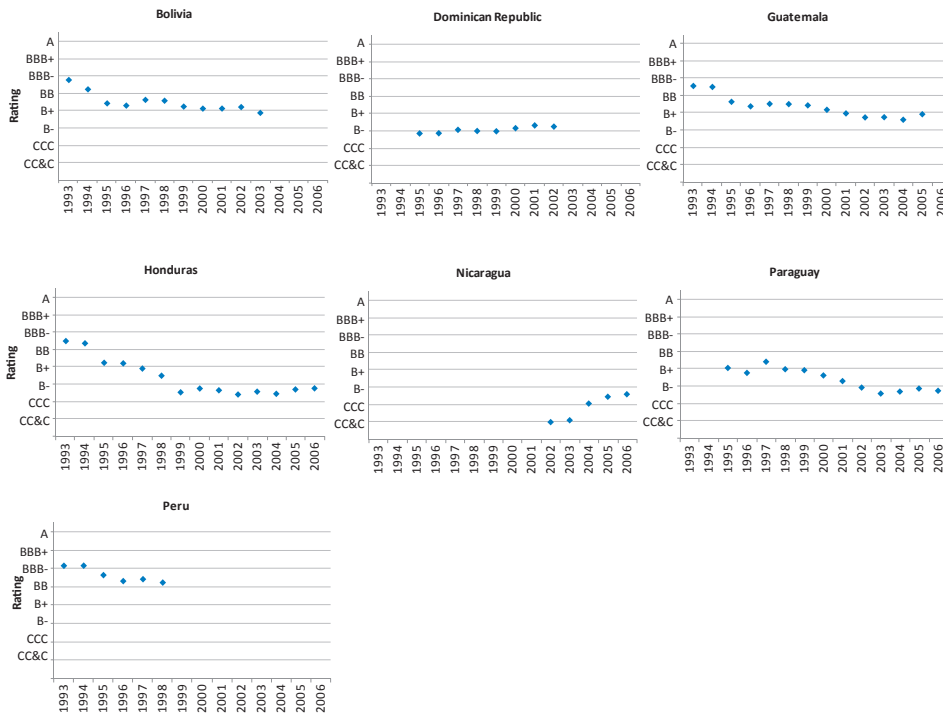 Bolivia
Rating
A
BBB+
BBB-
BB
B+
B-
CCC
CC&C
1993
1994
1995
1996
1997
1998
1999
2000
2001
2002
2003
2004
2005
2006
Dominican Republic
A
BBB+
BBB-
BB
B+
B-
CCC
CC&C
1993
1994
1995
1996
1997
1998
1999
2000
2001
2002
2003
2004
2005
2006
Guatemala
A
BBB+
BBB-
BB
B+
B-
CCC
CC&C
1993
1994
1995
1996
1997
1998
1999
2000
2001
2002
2003
2004
2005
2006
Honduras
Rating
A
BBB+
BBB-
BB
B+
B-
CCC
CC&C
1993
1994
1995
1996
1997
1998
1999
2000
2001
2002
2003
2004
2005
2006
Nicaragua
A
BBB+
BBB-
BB
B+
B-
CCC
CC&C
1993
1994
1995
1996
1997
1998
1999
2000
2001
2002
2003
2004
2005
2006
Paraguay
A
BBB+
BBB-
BB
B+
B-
CCC
CC&C
1993
1994
1995
1996
1997
1998
1999
2000
2001
2002
2003
2004
2005
2006
Peru
Rating
A
BBB+
BBB-
BB
B+
B-
CCC
CC&C
1993
1994
1995
1996
1997
1998
1999
2000
2001
2002
2003
2004
2005
2006